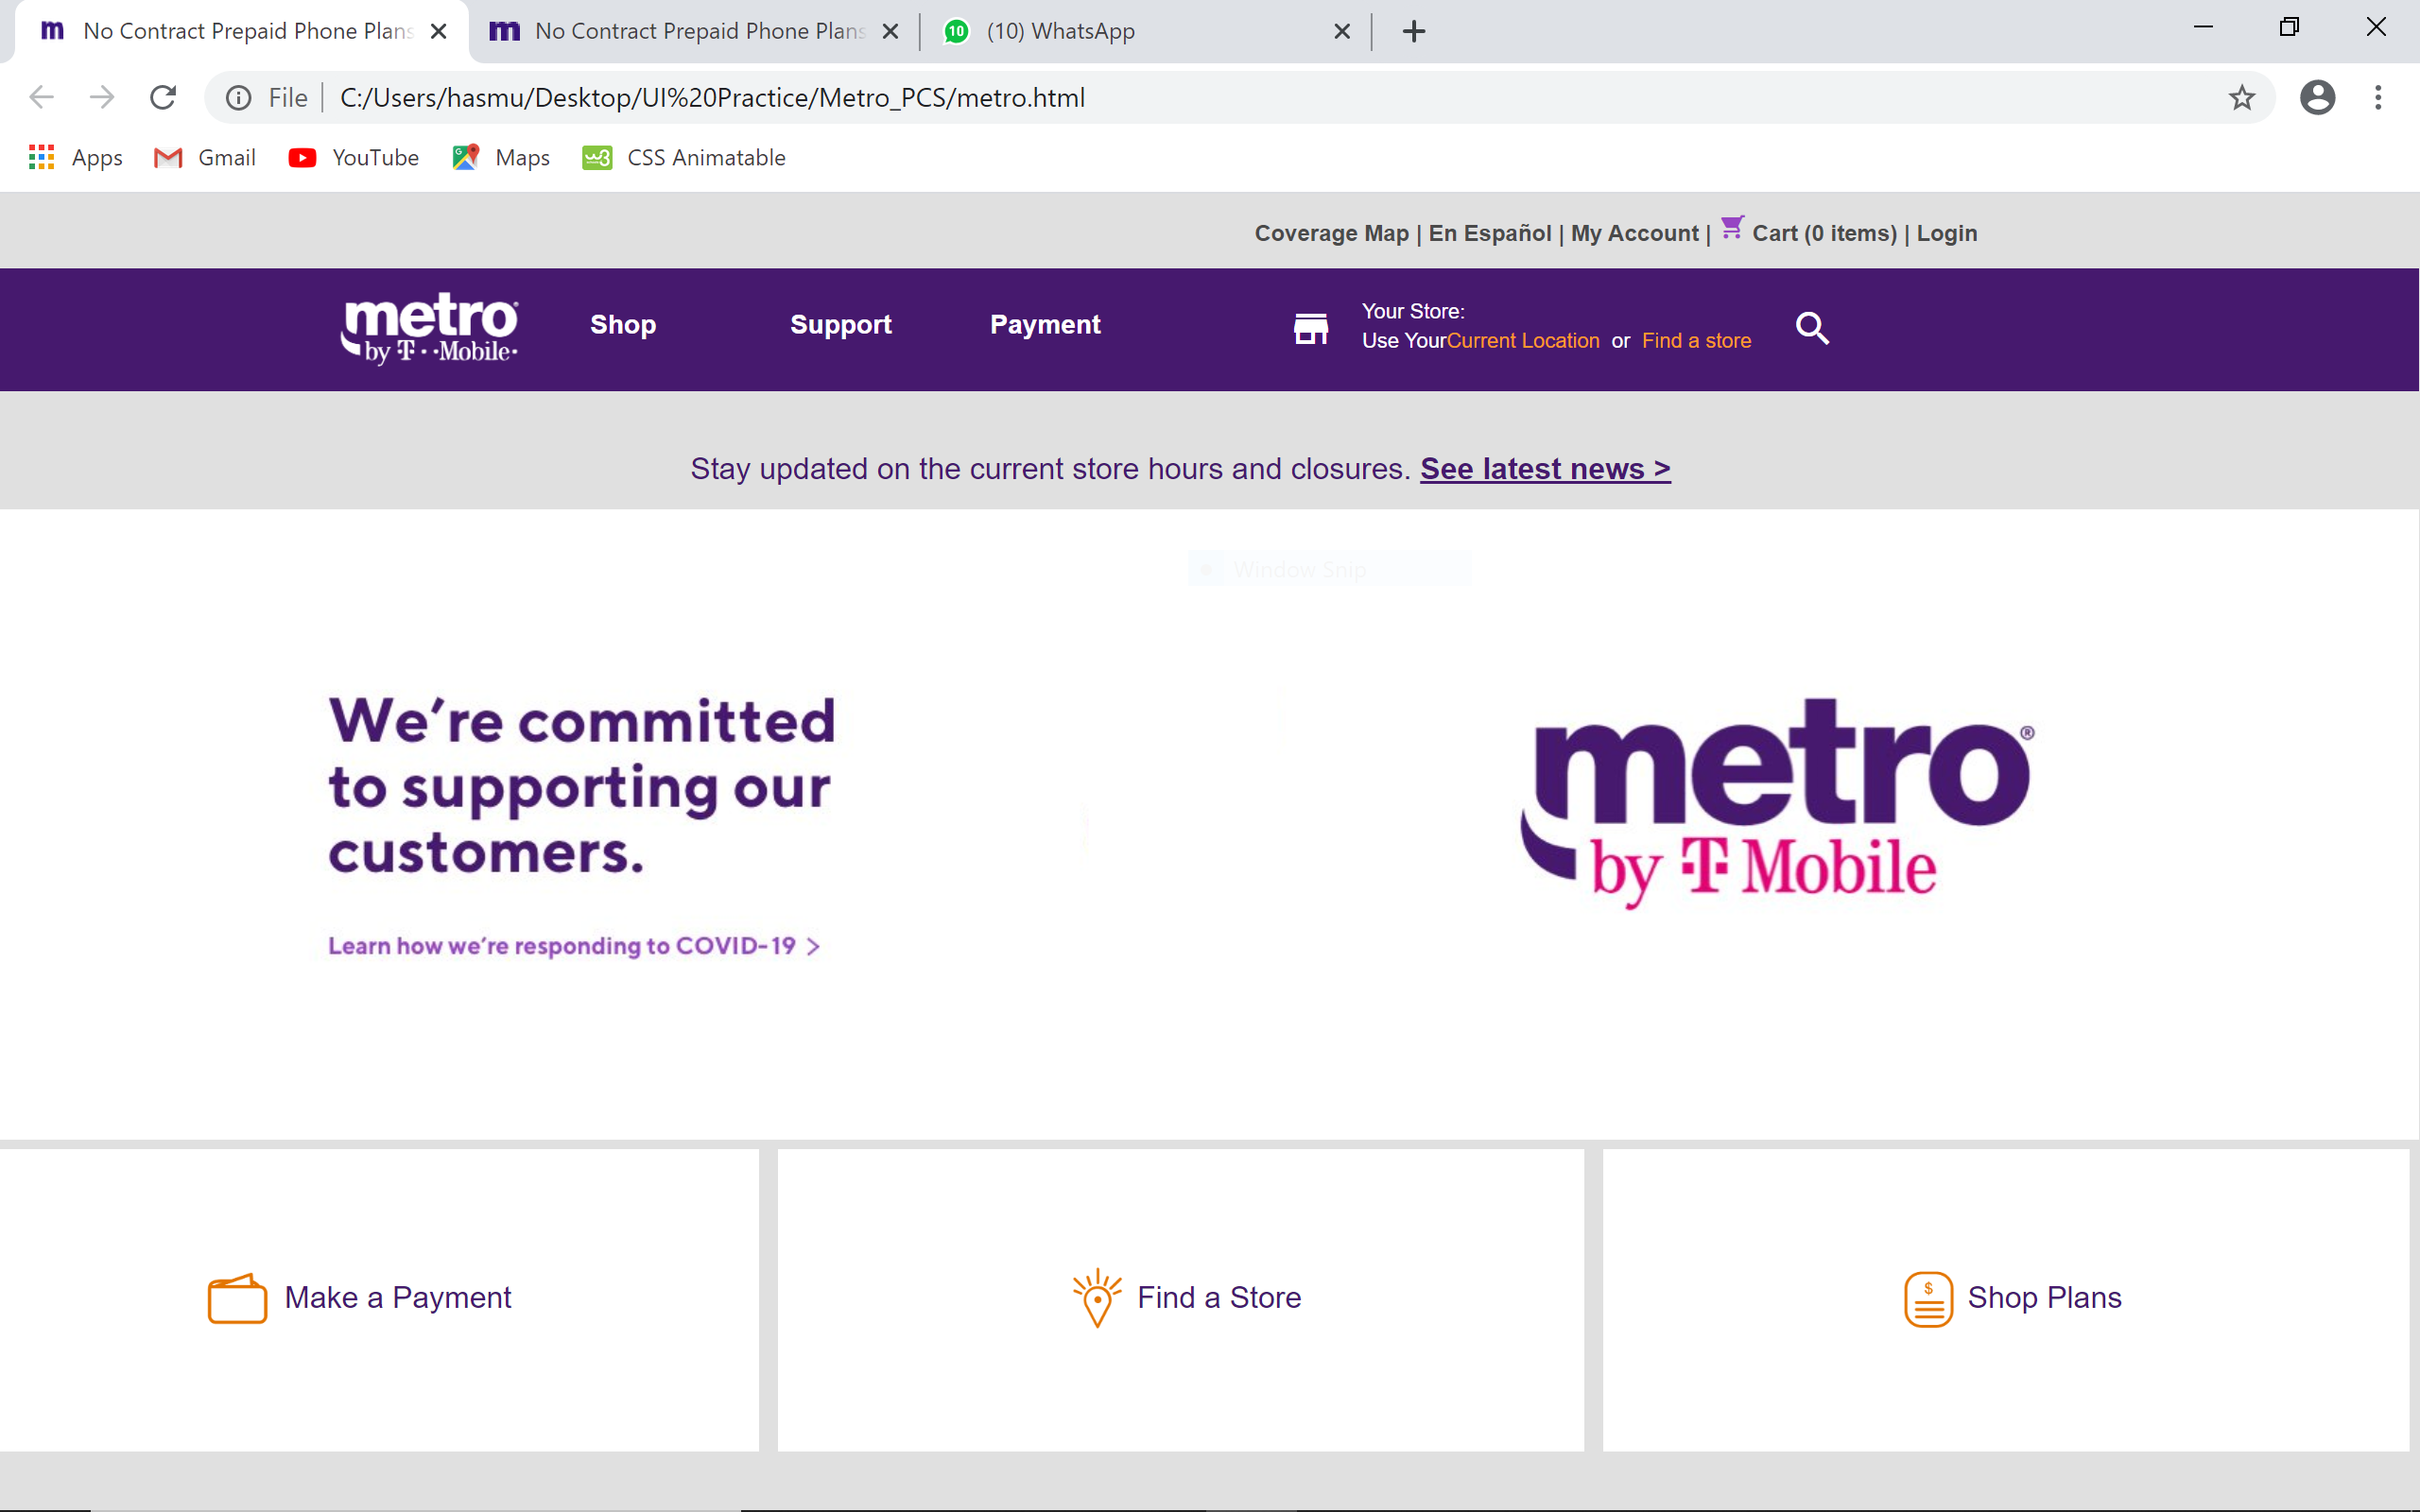 No Contract Prepaid Phone Plans
No Contract Prepaid Phone Plans
10 (10) WhatsApp
File C:/Users/hasmu/Desktop/UI%20Practice/Metro_PCS/metro.html
Apps Gmail YouTube Maps CSS Animatable
Coverage Map | En Español | My Account | Cart (0 items) | Login
metro
by T-Mobile
Shop Support Payment
Your Store:
Use YourCurrent Location or Find a store
Stay updated on the current store hours and closures. See latest news >
Window Snip
We're committed
to supporting our
customers.
Learn how we're responding to COVID-19 >
metro®
by T Mobile
Make a Payment
Find a Store
$ Shop Plans